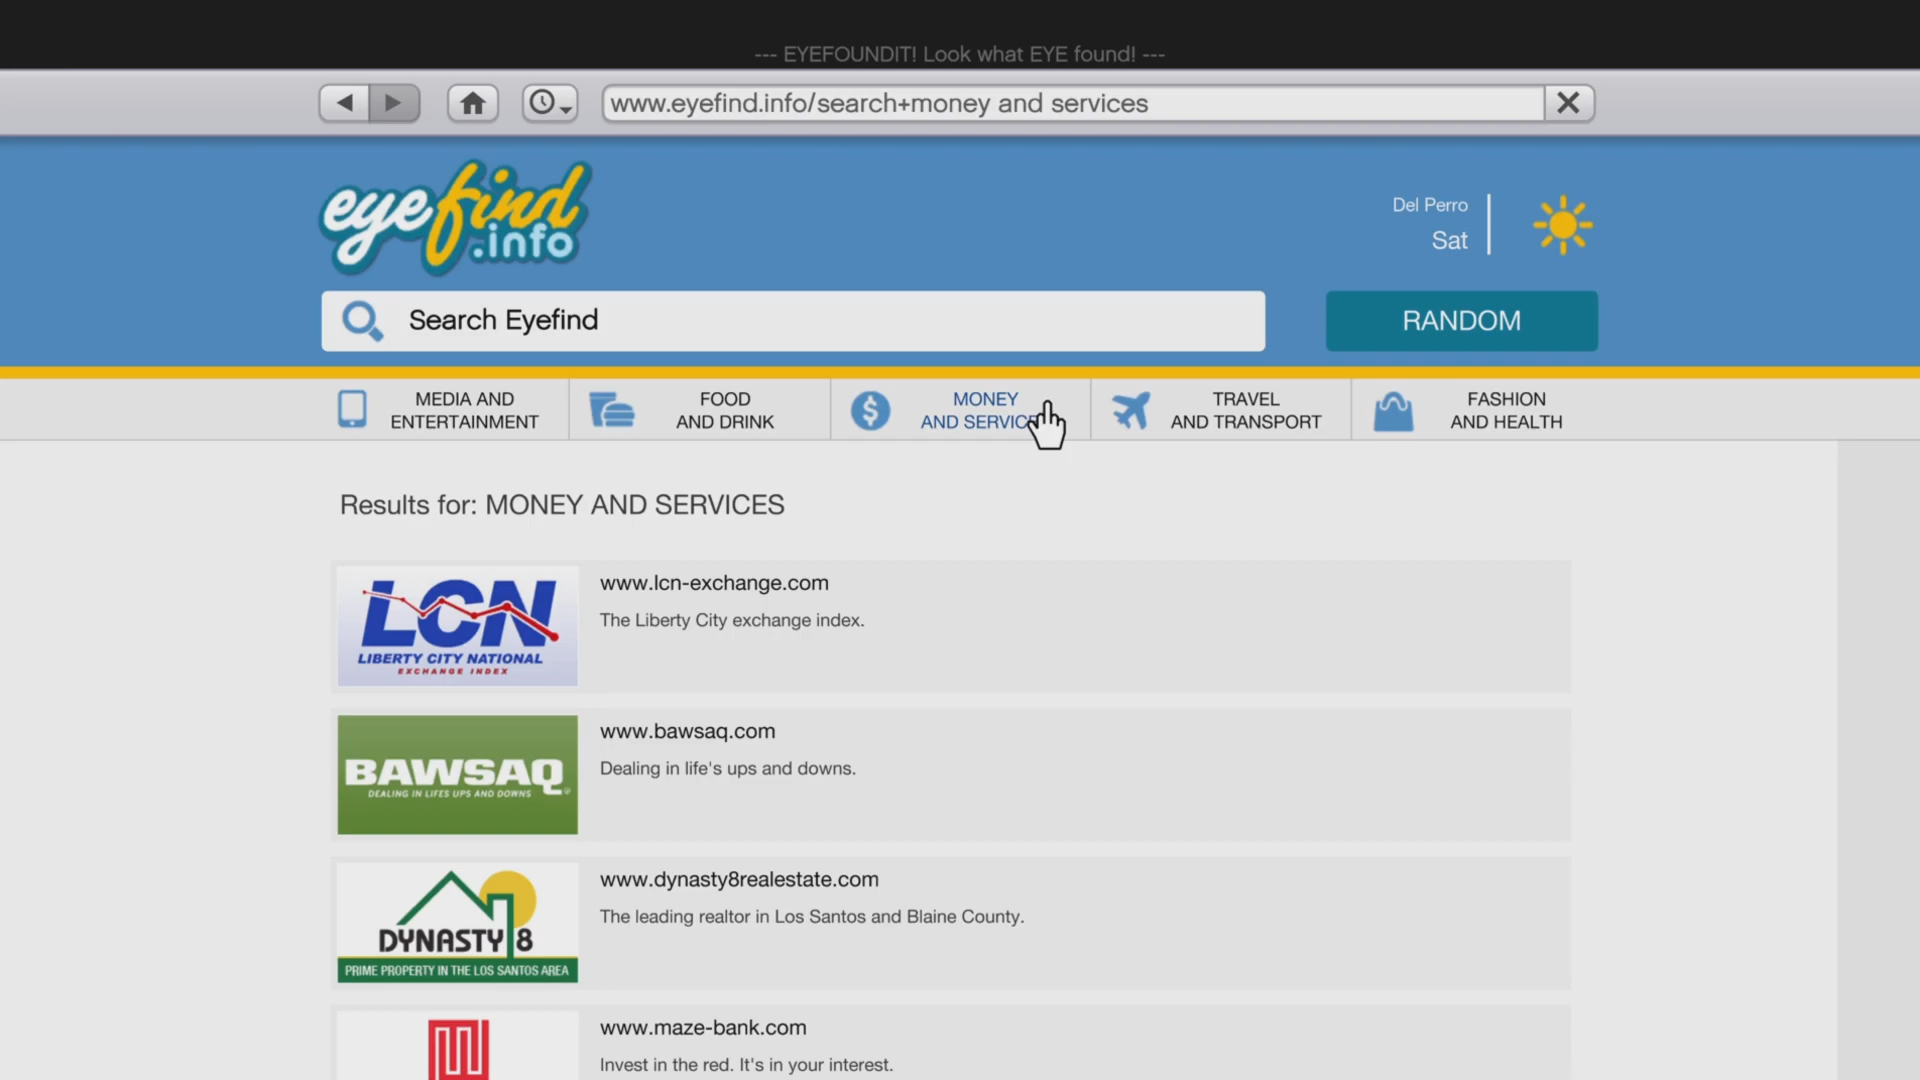 --- EYEFOUNDIT! Look what EYE found! ---
www.eyefind.info/search+money and services
eyefind
.info
Del Perro
Sat
Search Eyefind
RANDOM
MEDIA AND
ENTERTAINMENT
FOOD
AND DRINK
MONEY
AND SERVIC
TRAVEL
AND TRANSPORT
FASHION
AND HEALTH
Results for: MONEY AND SERVICES
LCN
LIBERTY CITY NATIONAL
EXCHANGE INDEX
www.lcn-exchange.com
The Liberty City exchange index.
BAWSAQ
DEALING IN LIFES UPS AND DOWNS
www.bawsaq.com
Dealing in life's ups and downs.
DYNASTY 8
PRIME PROPERTY IN THE LOS SANTOS AREA
www.dynasty8realestate.com
The leading realtor in Los Santos and Blaine County.
www.maze-bank.com
Invest in the red. It's in your interest.